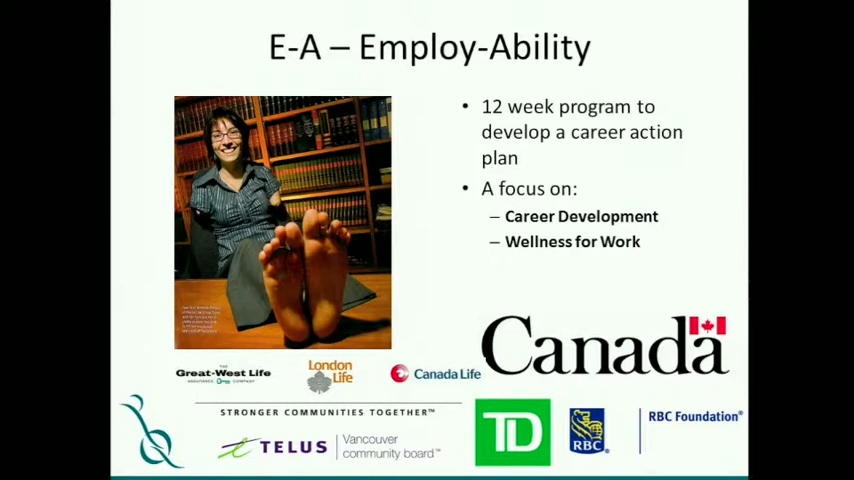 E-A – Employ-Ability
• 12 week program to
develop a career action
plan
• A focus on:
– Career Development
– Wellness for Work
Canada
THE
Great-West Life
ASSURANCE COMPANY
London
Life
Canada Life
STRONGER COMMUNITIES TOGETHER™
TELUS
Vancouver
community board™
TD
RBC
®
RBC Foundation®